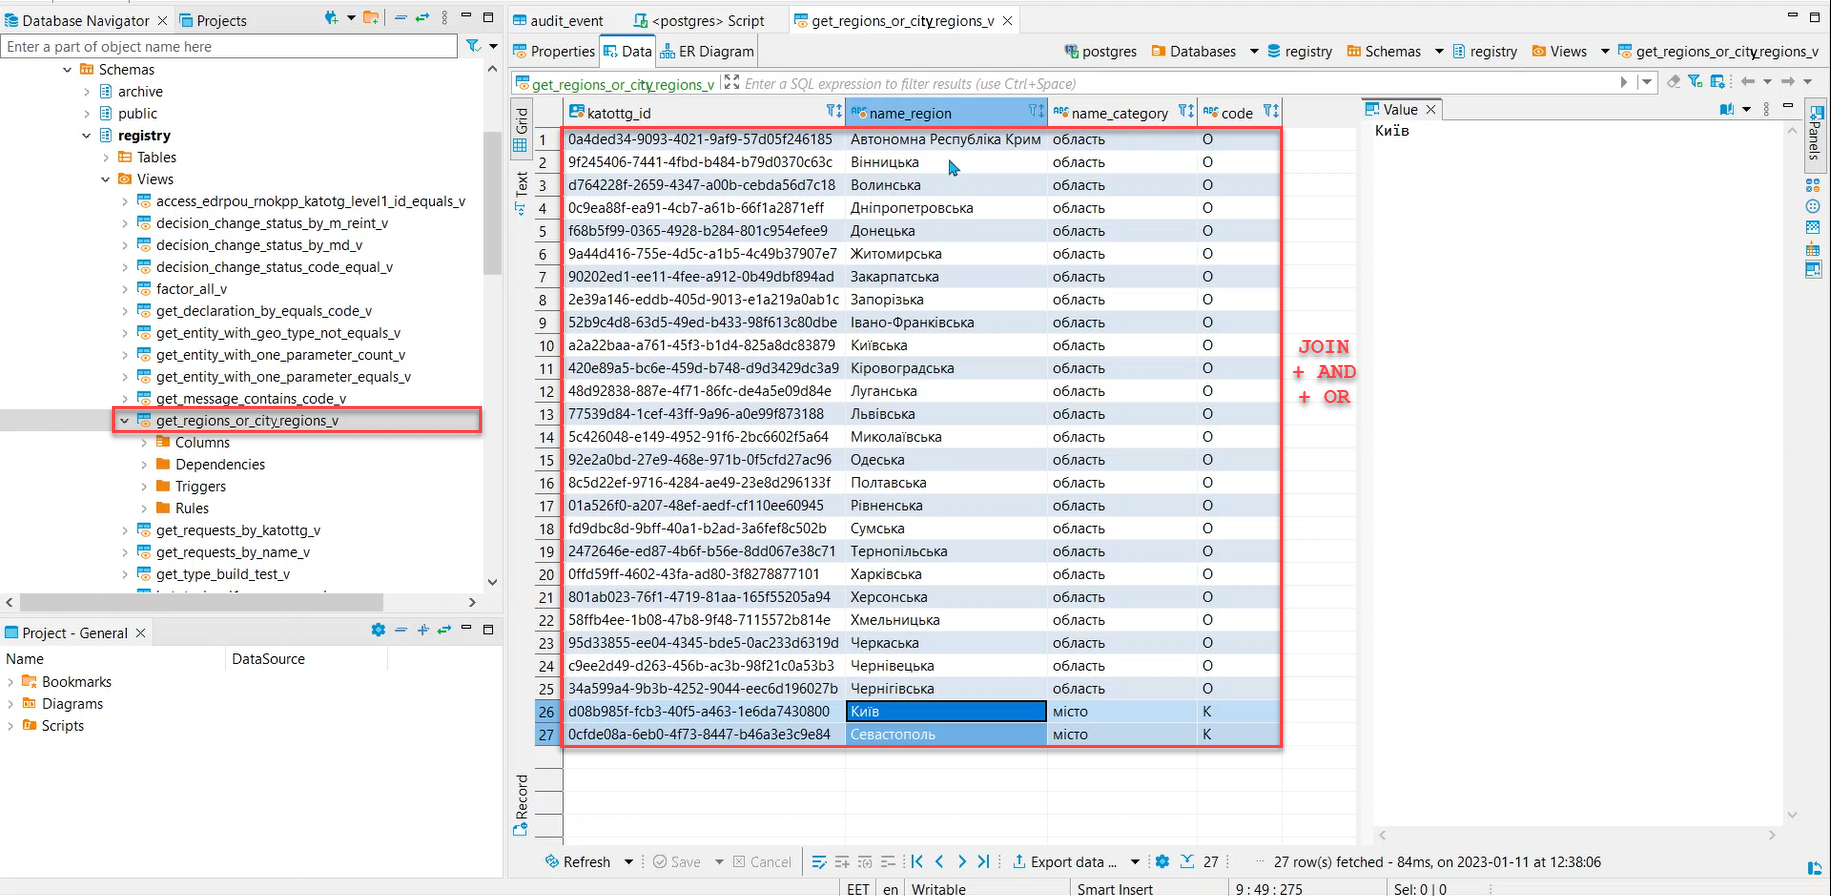 Database Navigator
Projects
Enter a part of object name here
Schemas
archive
public
registry
Tables
Views
access_edrpou_rnokpp_katotg_level1_id_equals_v
decision_change_status_by_m_reint_v
decision_change_status_by_md_v
decision_change_status_code_equal_v
factor_all_v
get_declaration_by_equals_code_v
get_entity_with_geo_type_not_equals_v
get_entity_with_one_parameter_count_v
get_entity_with_one_parameter_equals_v
get_message_contains_code_v
get_regions_or_city_regions_v
Columns
Dependencies
Triggers
Rules
get_requests_by_katottg_v
get_requests_by_name_v
get_type_build_test_v
Project - General
Name DataSource
Bookmarks
Diagrams
Scripts
audit_event <postgres> Script get_regions_or_city_regions_v
Properties Data ER Diagram postgres Databases registry Schemas registry Views get_regions_or_city_regions_v
get_regions_or_city_regions_v Enter a SQL expression to filter results (use Ctrl+Space)
Grid
Text
Record
katottg_id name_region name_category code
1 0a4ded34-9093-4021-9af9-57d05f246185 Автономна Республіка Крим область O
2 9f245406-7441-4fbd-b484-b79d0370c63c Вінницька область O
3 d764228f-2659-4347-a00b-cebda56d7c18 Волинська область O
4 0c9ea88f-ea91-4cb7-a61b-66f1a2871eff Дніпропетровська область O
5 f68b5f99-0365-4928-b284-801c954efee9 Донецька область O
6 9a44d416-755e-4d5c-a1b5-4c49b37907e7 Житомирська область O
7 90202ed1-ee11-4fee-a912-0b49dbf894ad Закарпатська область O
8 2e39a146-eddb-405d-9013-e1a219a0ab1c Запорізька область O
9 52b9c4d8-63d5-49ed-b433-98f613c80dbe Івано-Франківська область O
10 a2a22baa-a761-45f3-b1d4-825a8dc83879 Київська область O
11 420e89a5-bc6e-459d-b748-d9d3429dc3a9 Кіровоградська область O
12 48d92838-887e-4f71-86fc-de4a5e09d84e Луганська область O
13 77539d84-1cef-43ff-9a96-a0e99f873188 Львівська область O
14 5c426048-e149-4952-91f6-2bc6602f5a64 Миколаївська область O
15 92e2a0bd-27e9-468e-971b-0f5cfd27ac96 Одеська область O
16 8c5d22ef-9716-4284-ae49-23e8d296133f Полтавська область O
17 01a526f0-a207-48ef-aedf-cf110ee60945 Рівненська область O
18 fd9dbc8d-9bff-40a1-b2ad-3a6fef8c502b Сумська область O
19 2472646e-ed87-4b6f-b56e-8dd067e38c71 Тернопільська область O
20 0ffd59ff-4602-43fa-ad80-3f8278877101 Харківська область O
21 801ab023-76f1-4719-81aa-165f55205a94 Херсонська область O
22 58ffb4ee-1b08-47b8-9f48-7115572b814e Хмельницька область O
23 95d33855-ee04-4345-bde5-0ac233d6319d Черкаська область O
24 c9ee2d49-d263-456b-ac3b-98f21c0a53b3 Чернівецька область O
25 34a599a4-9b3b-4252-9044-eec6d196027b Чернігівська область O
26 d08b985f-fcb3-40f5-a463-1e6da7430800 Київ місто K
27 0cfde08a-6eb0-4f73-8447-b46a3e3c9e84 Севастополь місто K
JOIN
+ AND
+ OR
Value
Київ
Panels
Refresh Save Cancel Export data ... 27 27 row(s) fetched - 84ms, on 2023-01-11 at 12:38:06
EET en Writable Smart Insert 9 : 49 : 275 Sel: 0 | 0